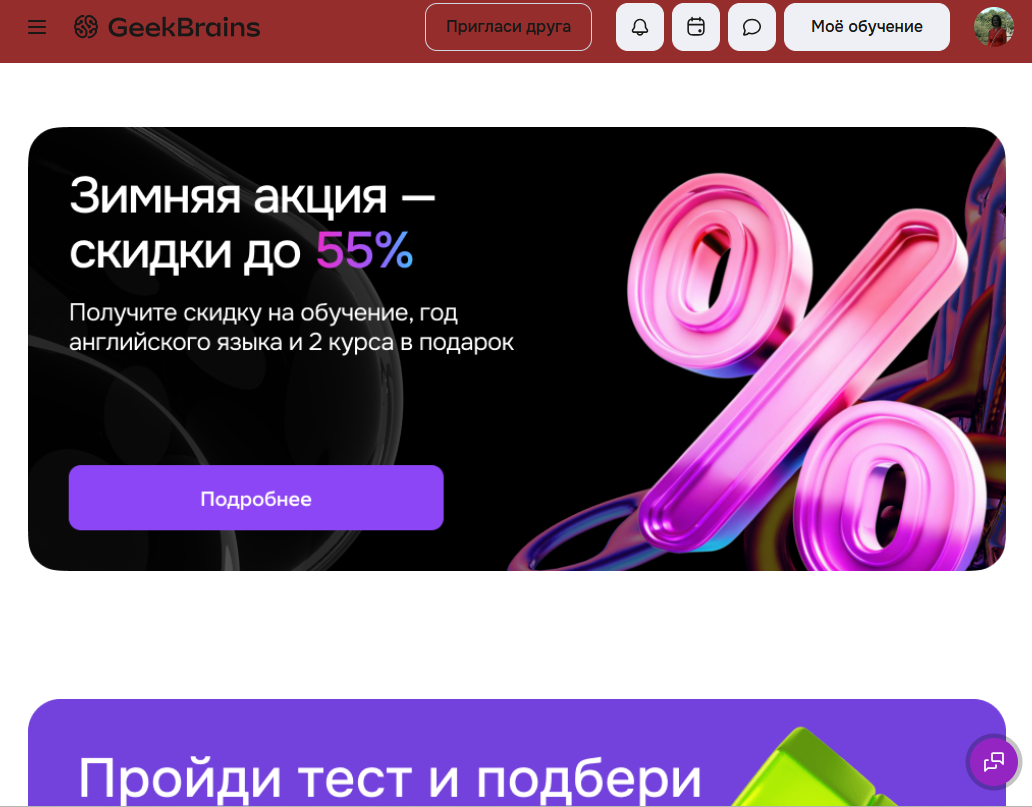 GeekBrains
Пригласи друга
Моё обучение
Зимняя акция —
скидки до 55%
Получите скидку на обучение, год
английского языка и 2 курса в подарок
Подробнее
Пройди тест и подбери